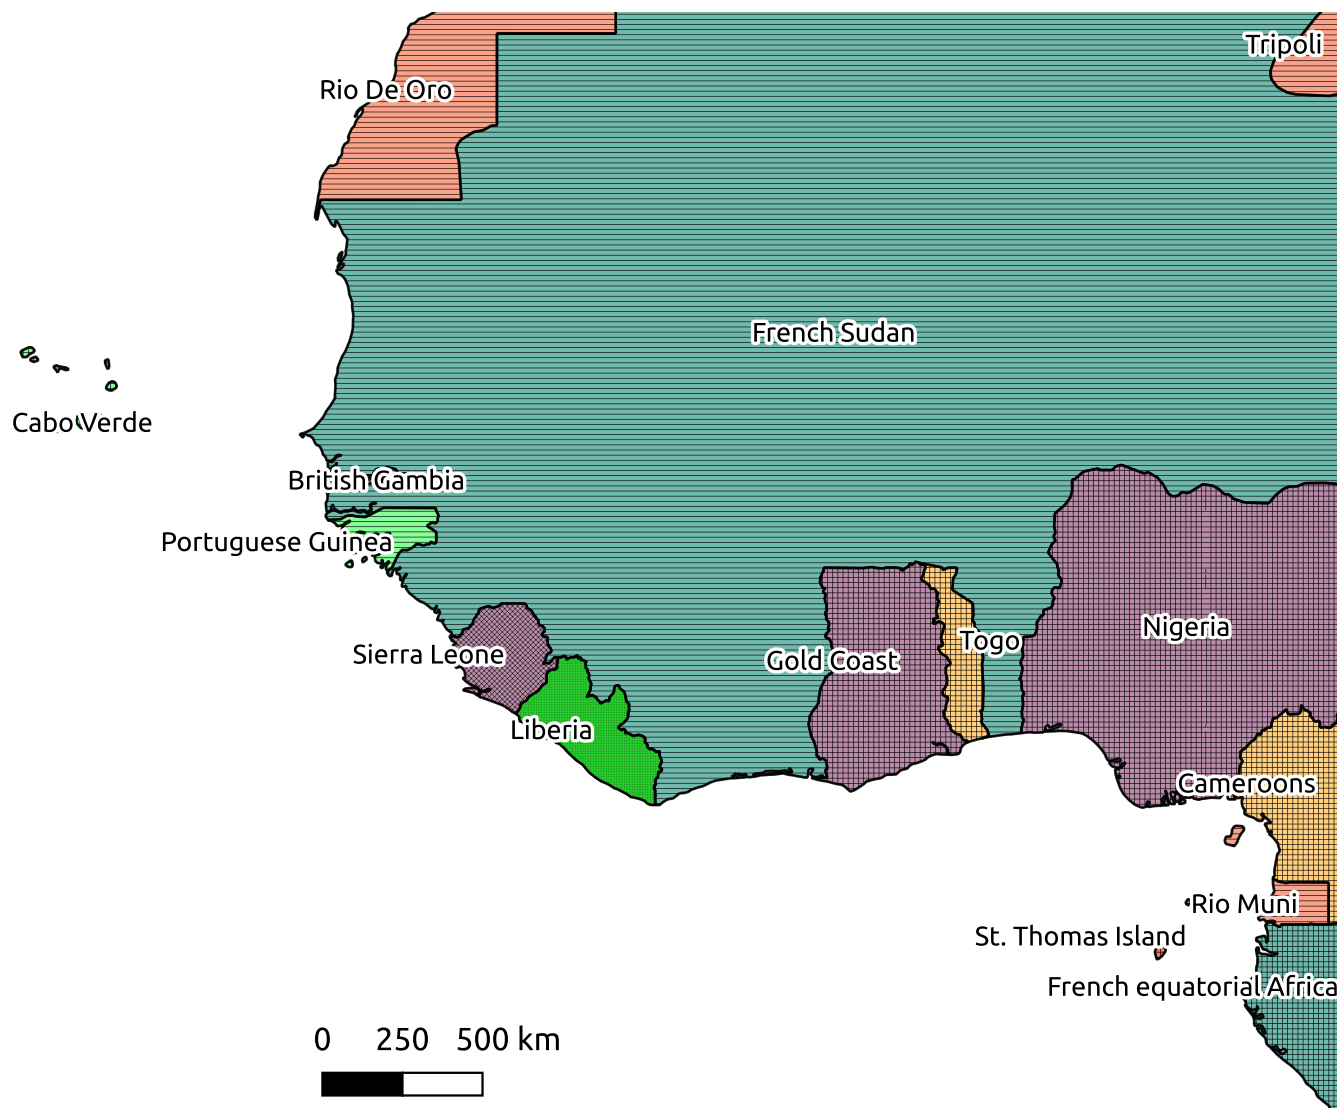 Tripoli
Rio De Oro
French Sudan
Cabo Verde
British Gambia
Portuguese Guinea
Nigeria
Togo
Sierra Leone
Gold Coast
Liberia
Cameroons
Rio Muni
St. Thomas Island
French equatorial Africa
0 250 500 km